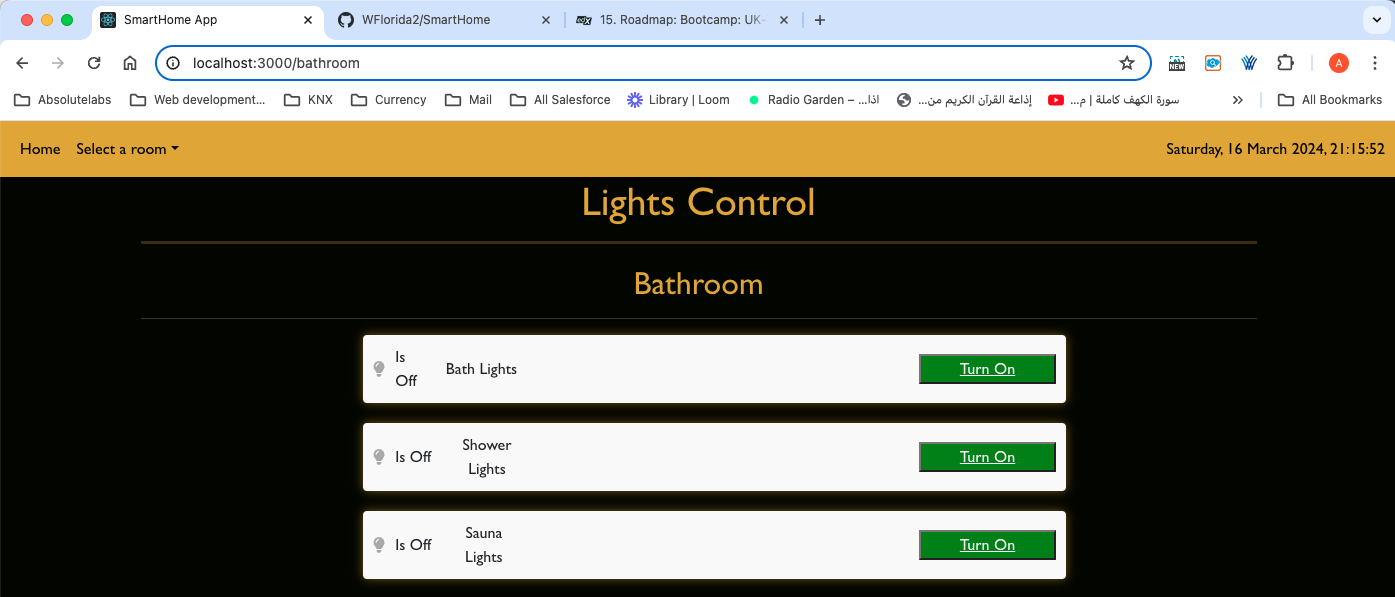 SmartHome App
WFlorida2/SmartHome
15. Roadmap: Bootcamp: UK-
localhost:3000/bathroom
NEW
A
Absolutelabs
Web development...
KNX
Currency
Mail
All Salesforce
Library | Loom
Radio Garden – ...اذا
إذاعة القرآن الكريم من...
سورة الكهف كاملة | م...
All Bookmarks
Home
Select a room
Saturday, 16 March 2024, 21:15:52
Lights Control
Bathroom
Is
Off
Bath Lights
Turn On
Is Off
Shower
Lights
Turn On
Is Off
Sauna
Lights
Turn On